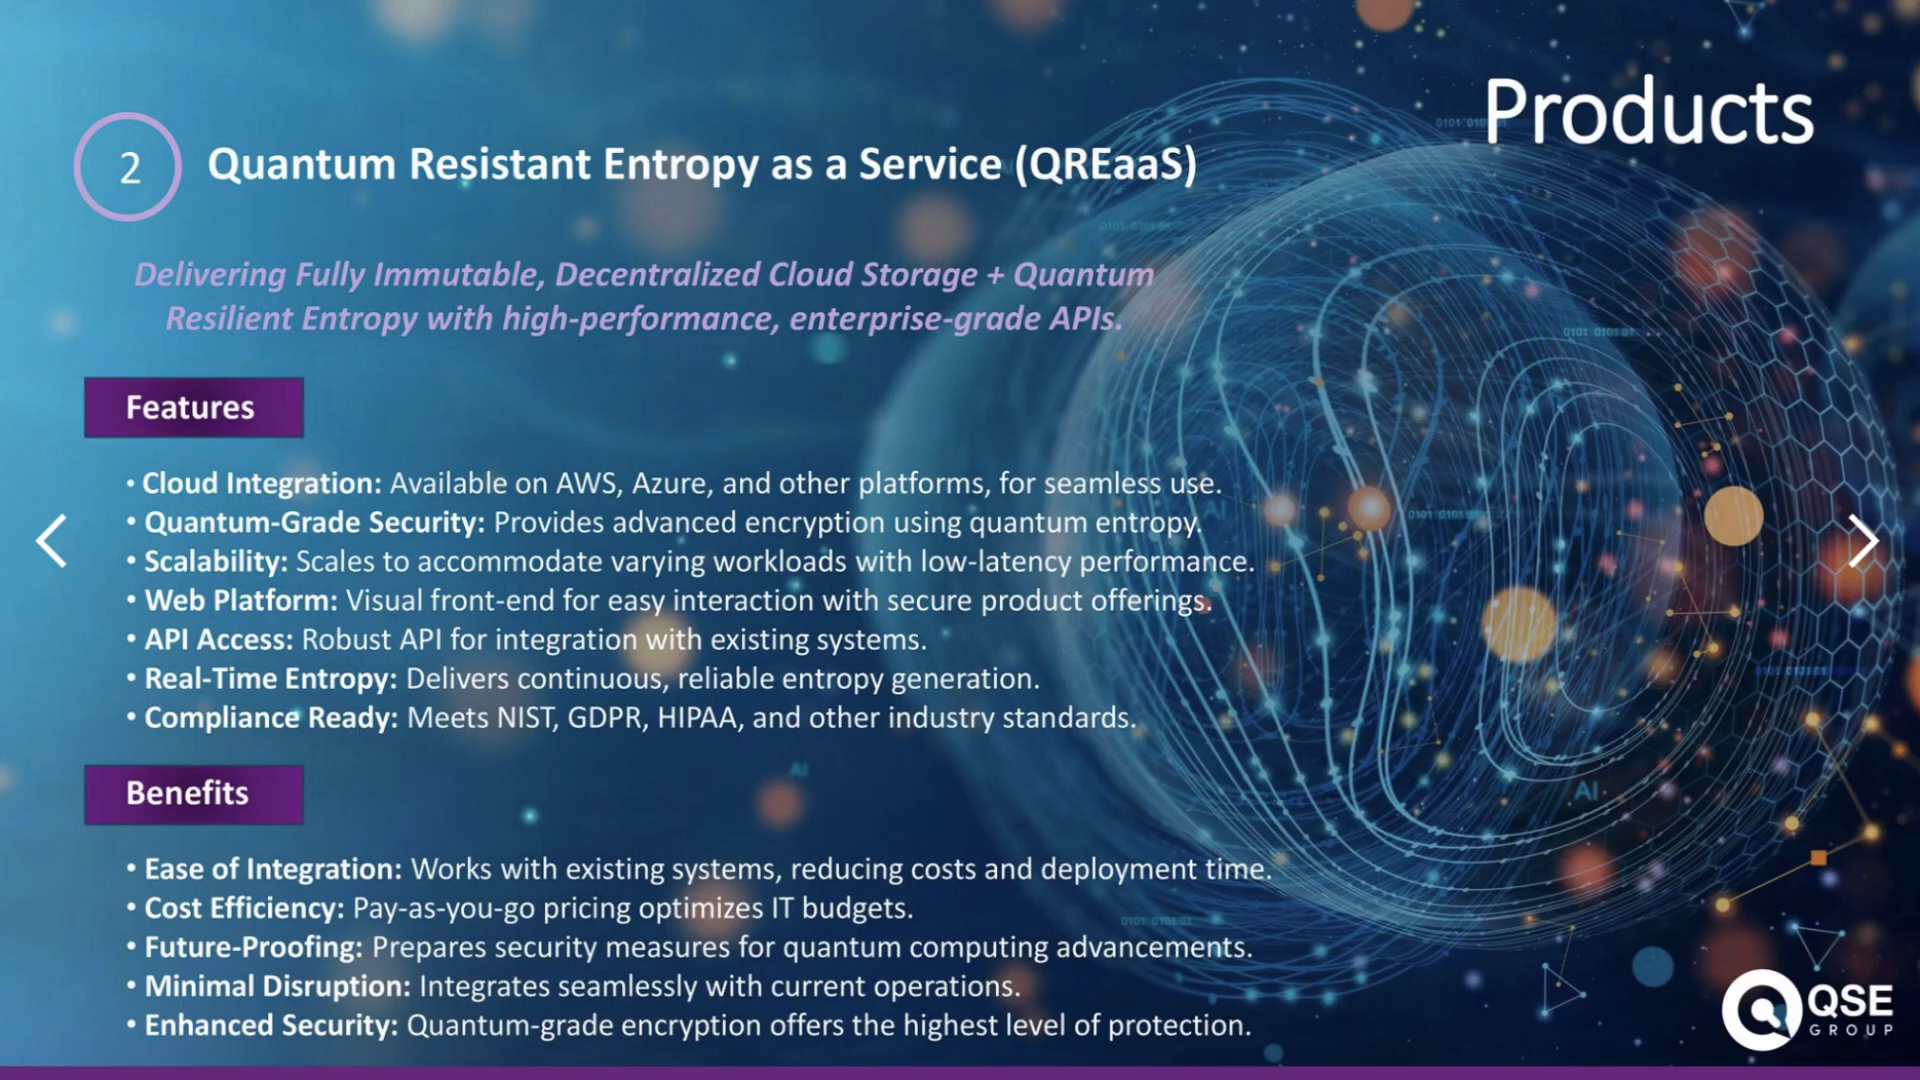 Products
2
Quantum Resistant Entropy as a Service (QREaaS)
Delivering Fully Immutable, Decentralized Cloud Storage + Quantum
Resilient Entropy with high-performance, enterprise-grade APIs.
Features
• Cloud Integration: Available on AWS, Azure, and other platforms, for seamless use.
• Quantum-Grade Security: Provides advanced encryption using quantum entropy.
• Scalability: Scales to accommodate varying workloads with low-latency performance.
• Web Platform: Visual front-end for easy interaction with secure product offerings.
• API Access: Robust API for integration with existing systems.
• Real-Time Entropy: Delivers continuous, reliable entropy generation.
• Compliance Ready: Meets NIST, GDPR, HIPAA, and other industry standards.
Benefits
• Ease of Integration: Works with existing systems, reducing costs and deployment time.
• Cost Efficiency: Pay-as-you-go pricing optimizes IT budgets.
• Future-Proofing: Prepares security measures for quantum computing advancements.
• Minimal Disruption: Integrates seamlessly with current operations.
• Enhanced Security: Quantum-grade encryption offers the highest level of protection.
AI
AI
AI
QSE
GROUP